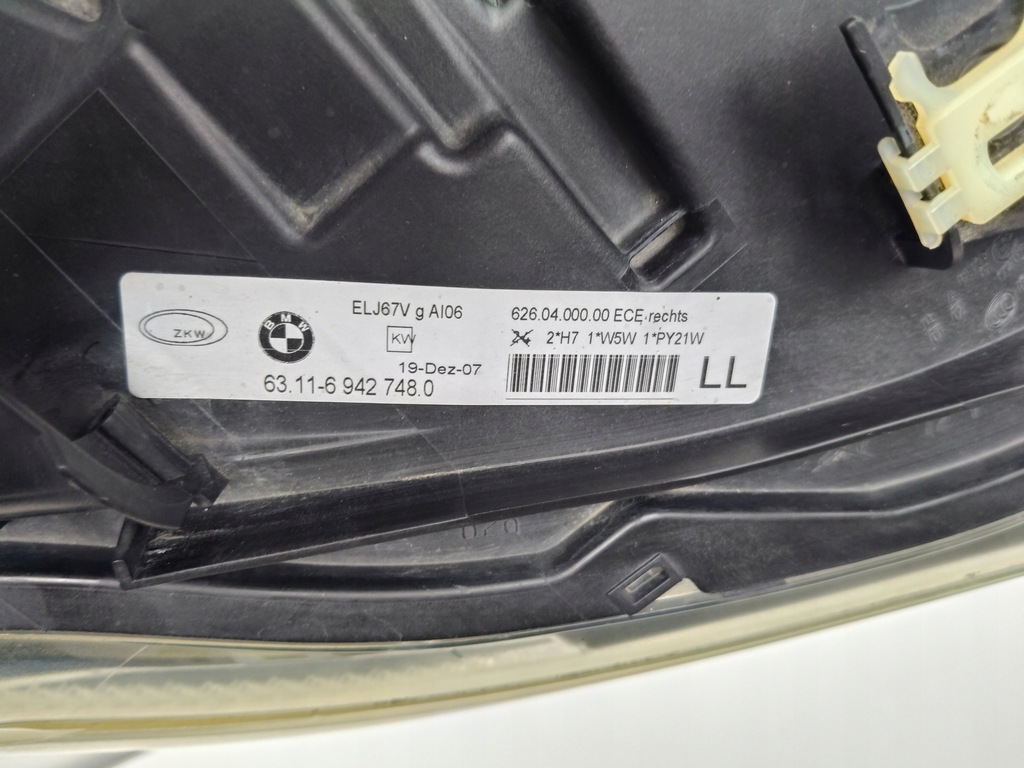 ZKW
BMW
ELJ67V g AI06
KW
19-Dez-07
63.11-6 942 748.0
626.04.000.00 ECE rechts
2*H7 1*W5W 1*PY21W
LL